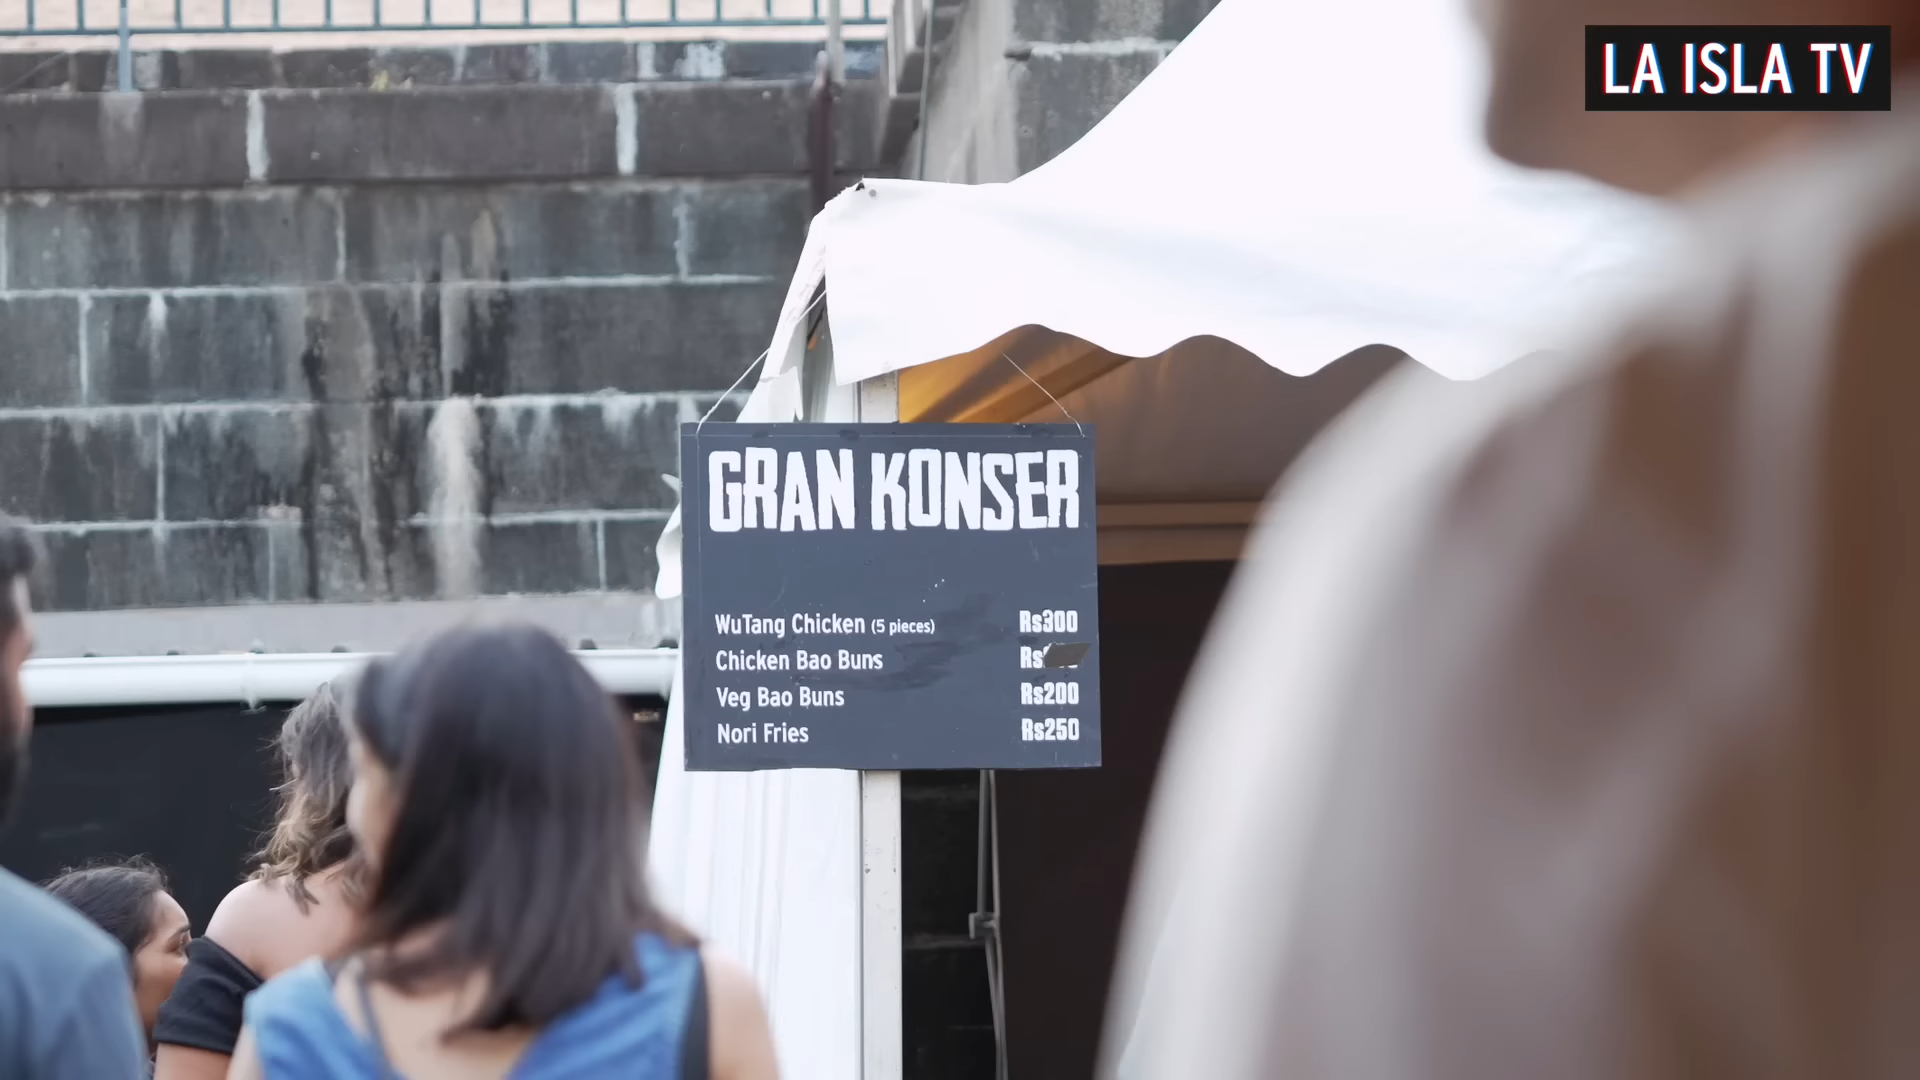 LA ISLA TV
GRAN KONSER
WuTang Chicken (5 pieces) Rs300
Chicken Bao Buns Rs
Veg Bao Buns Rs200
Nori Fries Rs250